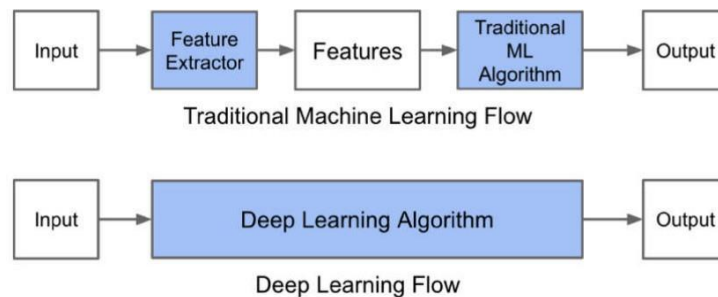 Input
Feature
Extractor
Features
Traditional
ML
Algorithm
Output
Traditional Machine Learning Flow
Input
Deep Learning Algorithm
Output
Deep Learning Flow